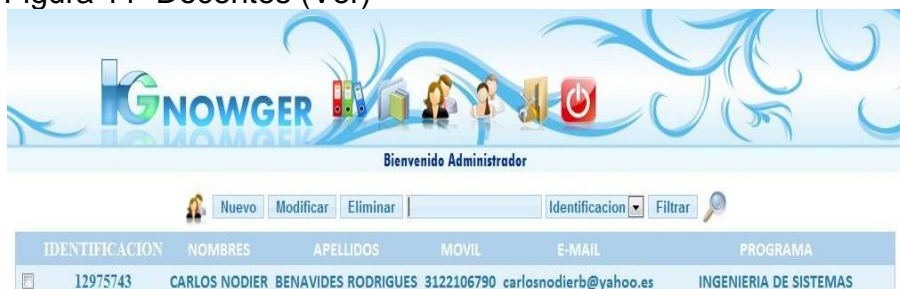 Figura 11 Docentes (Ver)
IGNOWGER
Bienvenido Administrador
Nuevo Modificar Eliminar Identificacion Filtrar
IDENTIFICACION NOMBRES APELLIDOS MOVIL E-MAIL PROGRAMA
12975743 CARLOS NODIER BENAVIDES RODRIGUES 3122106790 carlosnodierb@yahoo.es INGENIERIA DE SISTEMAS